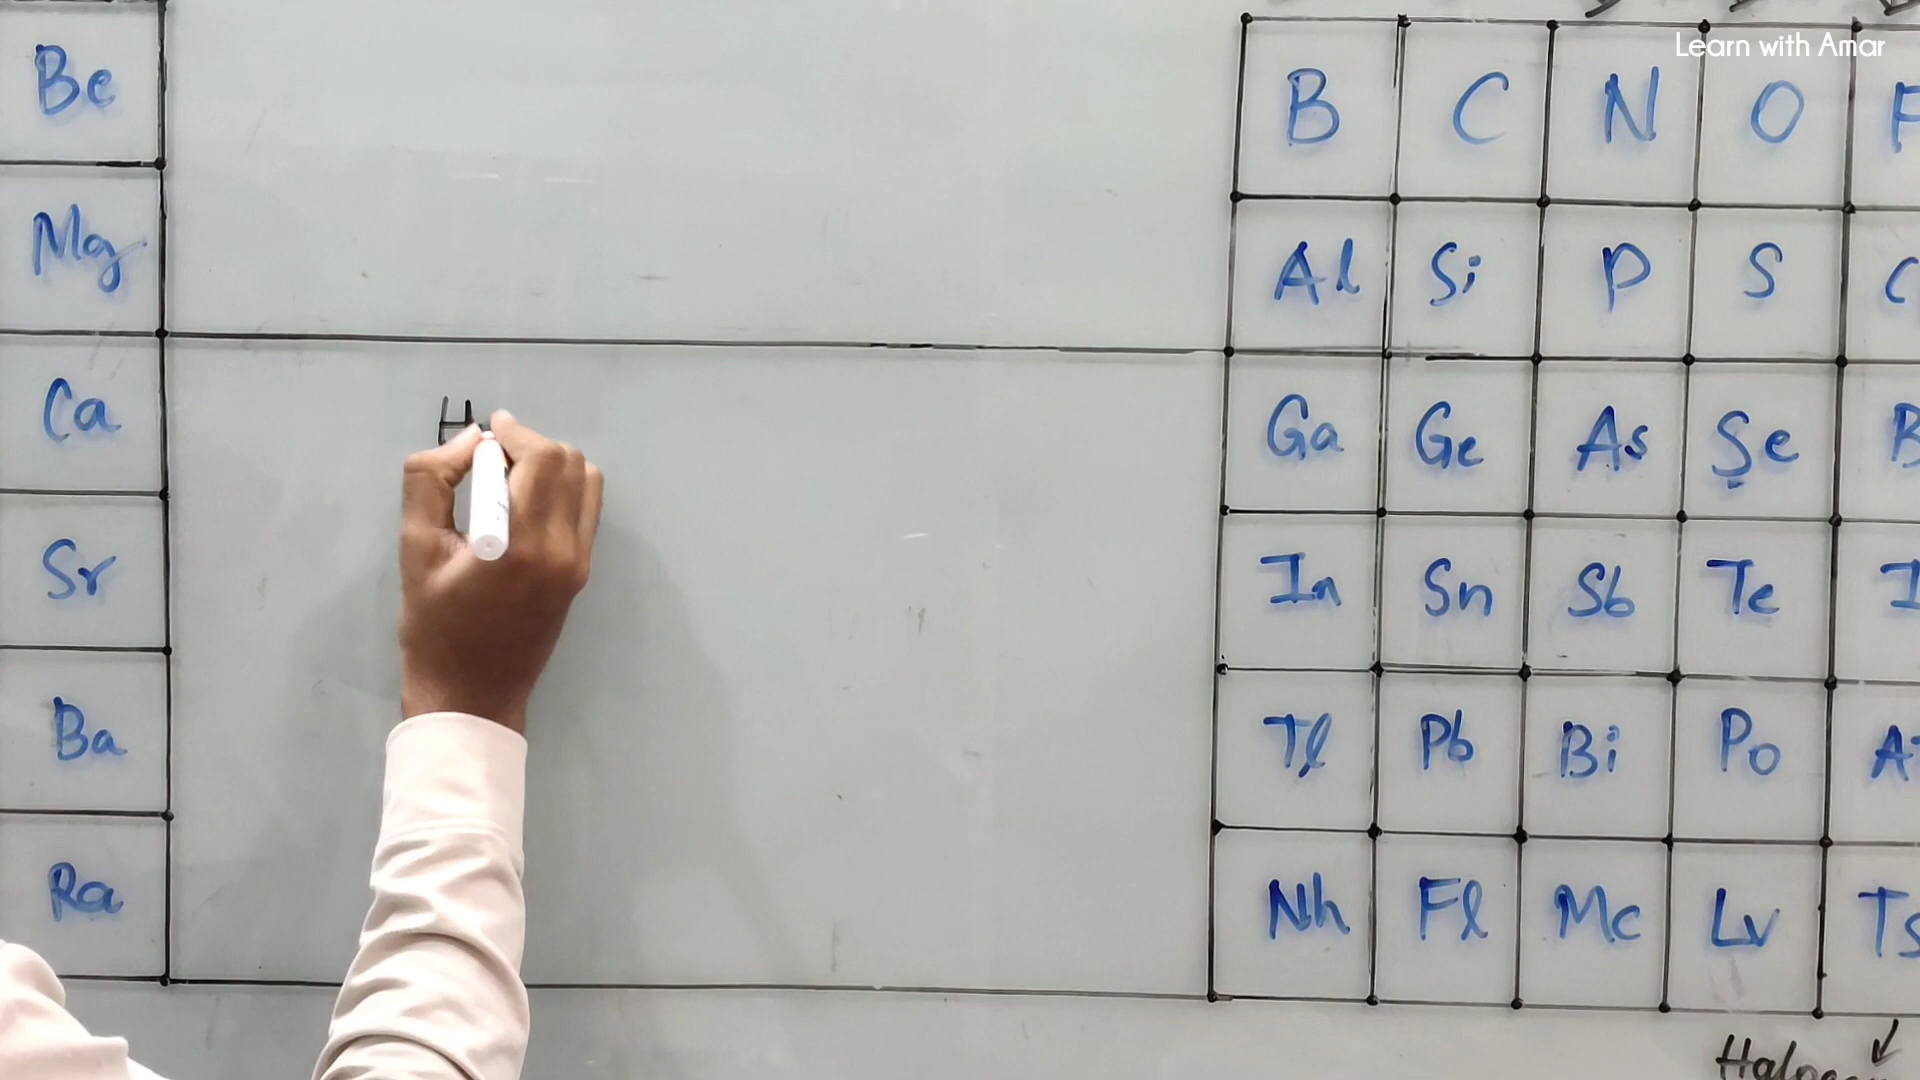 Learn with Amar
Be B C N O F
Mg Al Si P S
Ca H Ga Ge As Se
Sr In Sn Sb Te I
Ba Tl Pb Bi Po
Ra Nh Fl Mc Lv Ts